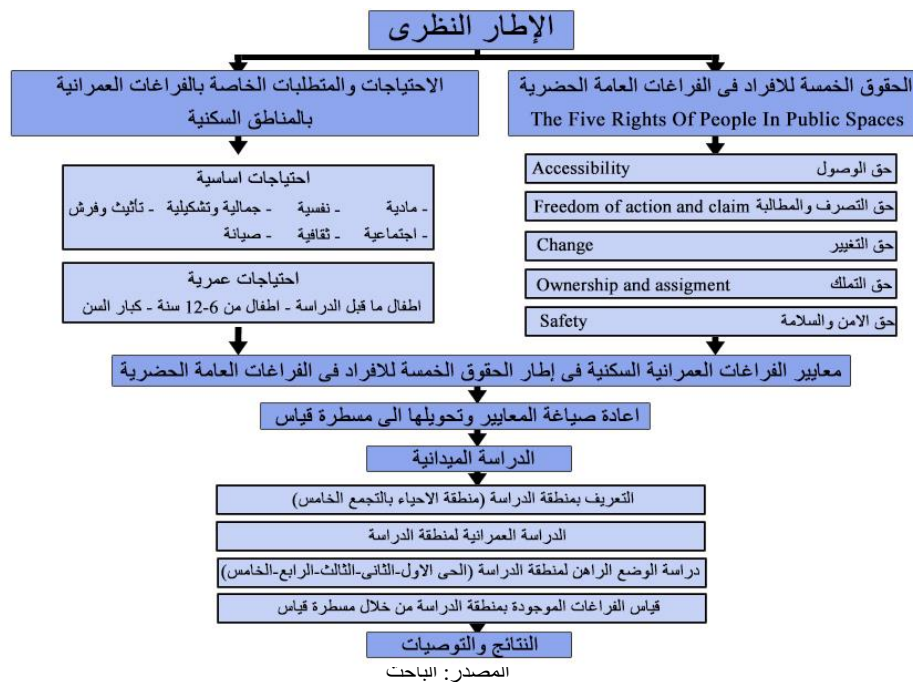 الإطار النظرى
الحقوق الخمسة للافراد فى الفراغات العامة الحضرية
The Five Rights Of People In Public Spaces
حق الوصول Accessibility
حق التصرف والمطالبة Freedom of action and claim
حق التغيير Change
حق التملك Ownership and assigment
حق الامن والسلامة Safety
الاحتياجات والمتطلبات الخاصة بالفراغات العمرانية
بالمناطق السكنية
احتياجات اساسية
- مادية - نفسية - جمالية وتشكيلية - تأثيث وفرش
- اجتماعية - ثقافية - صيانة
احتياجات عمرية
اطفال ما قبل الدراسة - اطفال من 6-12 سنة - كبار السن
معايير الفراغات العمرانية السكنية فى إطار الحقوق الخمسة للافراد فى الفراغات العامة الحضرية
اعادة صياغة المعايير وتحويلها الى مسطرة قياس
الدراسة الميدانية
التعريف بمنطقة الدراسة (منطقة الاحياء بالتجمع الخامس)
الدراسة العمرانية لمنطقة الدراسة
دراسة الوضع الراهن لمنطقة الدراسة (الحى الاول-الثانى-الثالث-الرابع-الخامس)
قياس الفراغات الموجودة بمنطقة الدراسة من خلال مسطرة قياس
النتائج والتوصيات
المصدر: الباحث